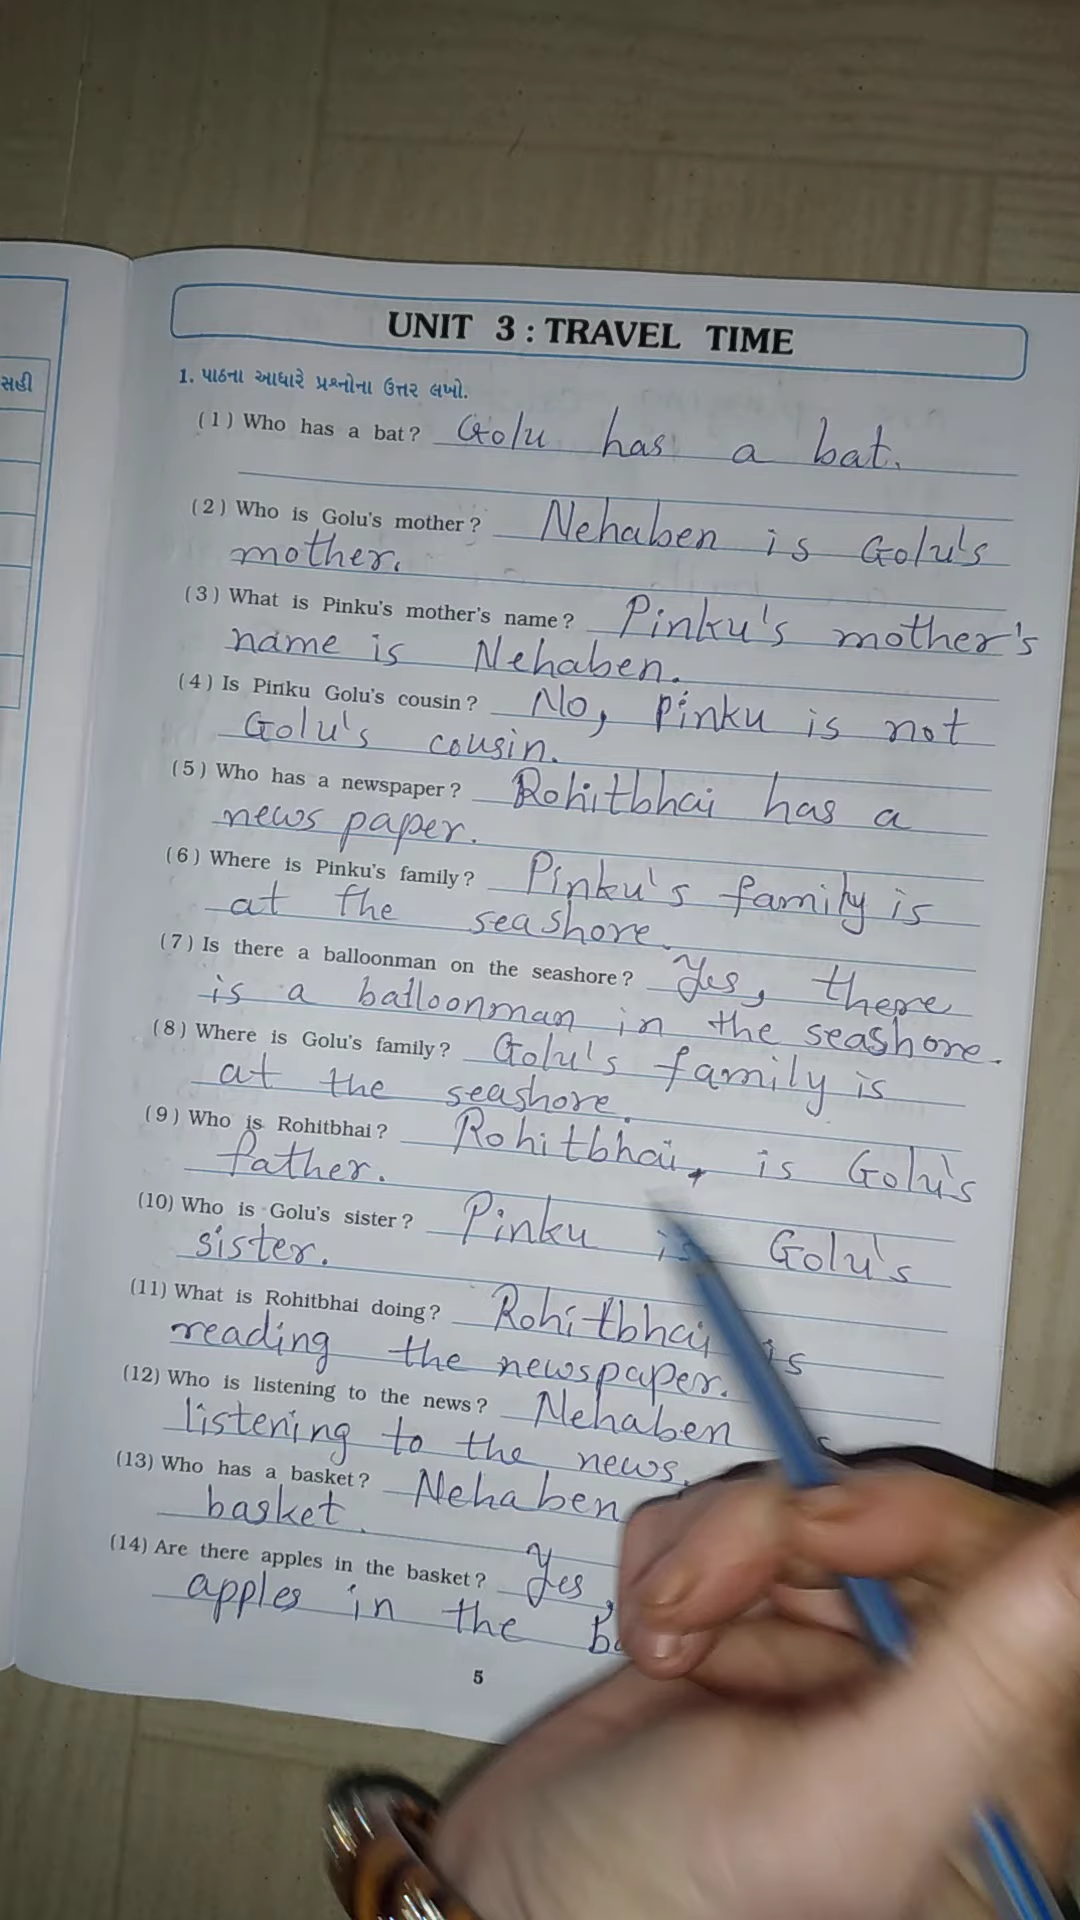 સહી
UNIT 3 : TRAVEL TIME
1. પાઠના આધારે પ્રશ્નોના ઉત્તર લખો.
(1) Who has a bat? Golu has a bat.
(2) Who is Golu's mother? Nehaben is Golu's
mother.
(3) What is Pinku's mother's name? Pinku's mother's
name is Nehaben.
(4) Is Pinku Golu's cousin? No, Pinku is not
Golu's cousin.
(5) Who has a newspaper? Rohitbhai has a
news paper.
(6) Where is Pinku's family? Pinku's family is
at the seashore.
(7) Is there a balloonman on the seashore? Yes, there
is a balloonman in the seashore.
(8) Where is Golu's family? Golu's family is
at the seashore.
(9) Who is Rohitbhai? Rohitbhai, is Golu's
father.
(10) Who is Golu's sister? Pinku is Golu's
sister.
(11) What is Rohitbhai doing? Rohitbhai is
reading the newspaper.
(12) Who is listening to the news? Nehaben
listening to the news.
(13) Who has a basket? Nehaben
basket.
(14) Are there apples in the basket? Yes,
apples in the
5